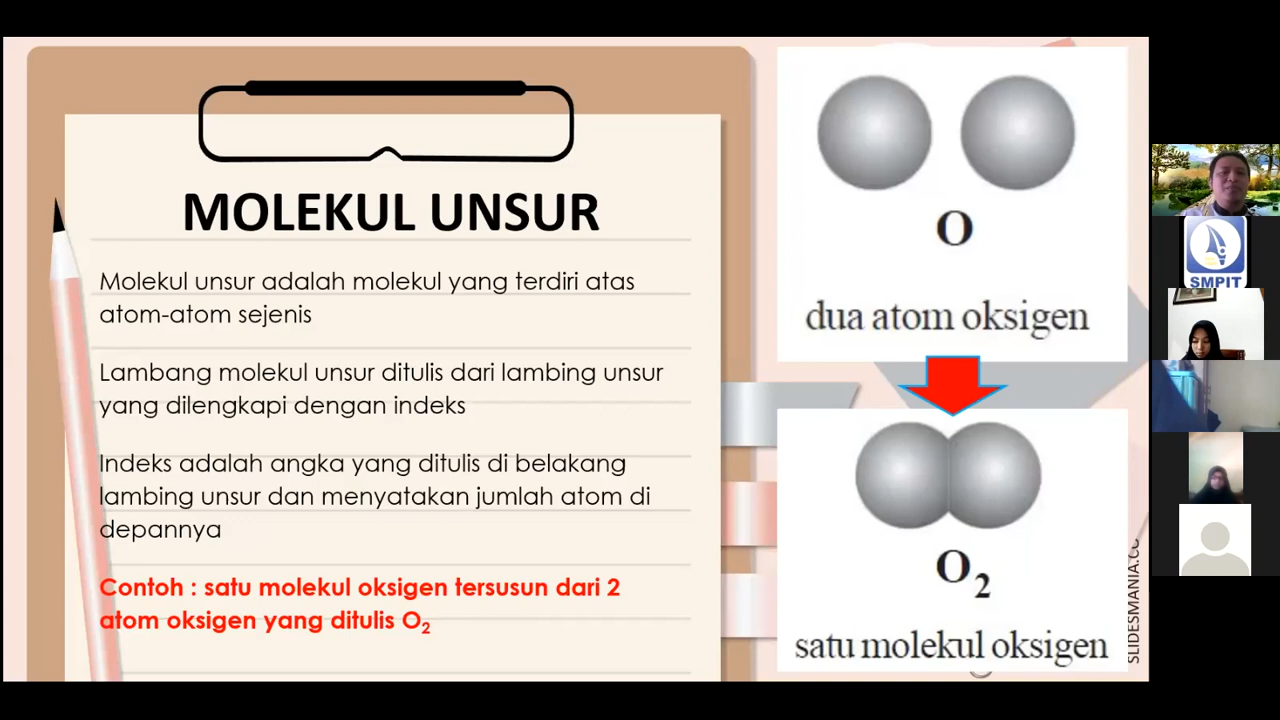 MOLEKUL UNSUR
Molekul unsur adalah molekul yang terdiri atas
atom-atom sejenis
Lambang molekul unsur ditulis dari lambing unsur
yang dilengkapi dengan indeks
Indeks adalah angka yang ditulis di belakang
lambing unsur dan menyatakan jumlah atom di
depannya
Contoh : satu molekul oksigen tersusun dari 2
atom oksigen yang ditulis O₂
O
dua atom oksigen
O₂
satu molekul oksigen
SLIDESMANIA.CO
SMPIT